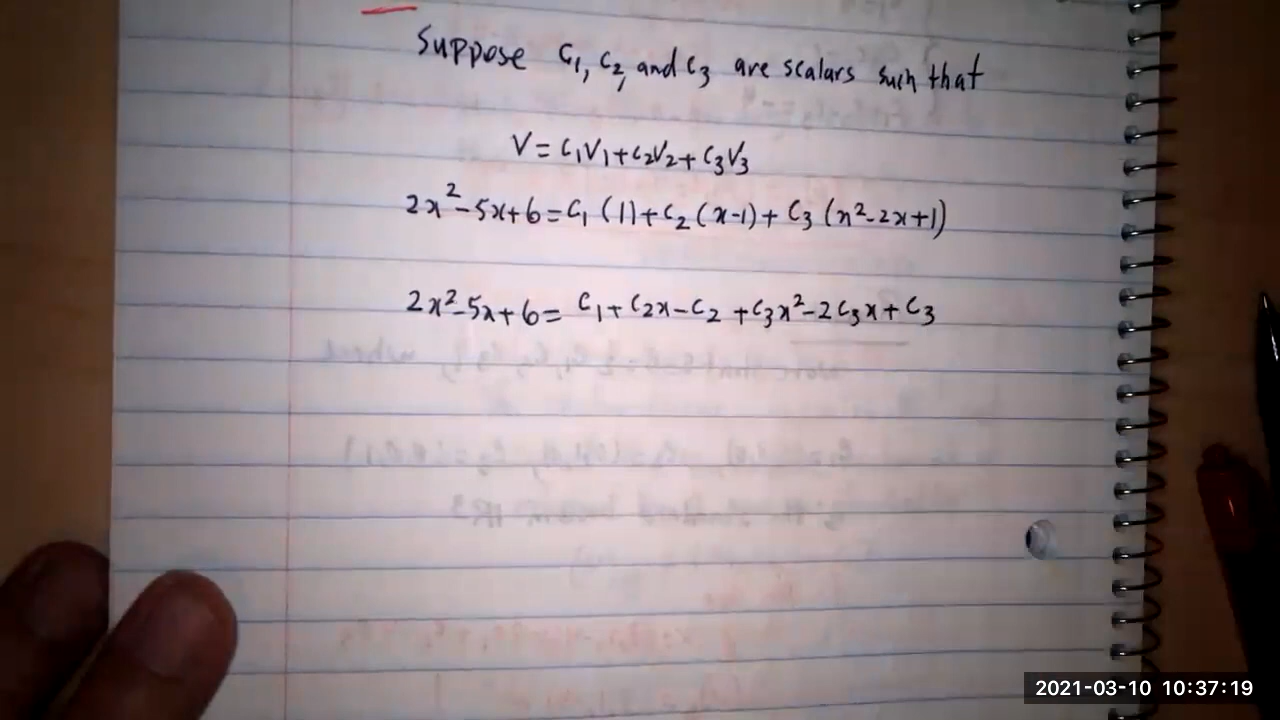 Suppose c₁, c₂, and c₃ are scalars such that
V = c₁V₁ + c₂V₂ + c₃V₃
2x² - 5x + 6 = c₁ (1) + c₂ (x-1) + c₃ (x² - 2x + 1)
2x² - 5x + 6 = c₁ + c₂x - c₂ + c₃x² - 2c₃x + c₃
2021-03-10 10:37:19